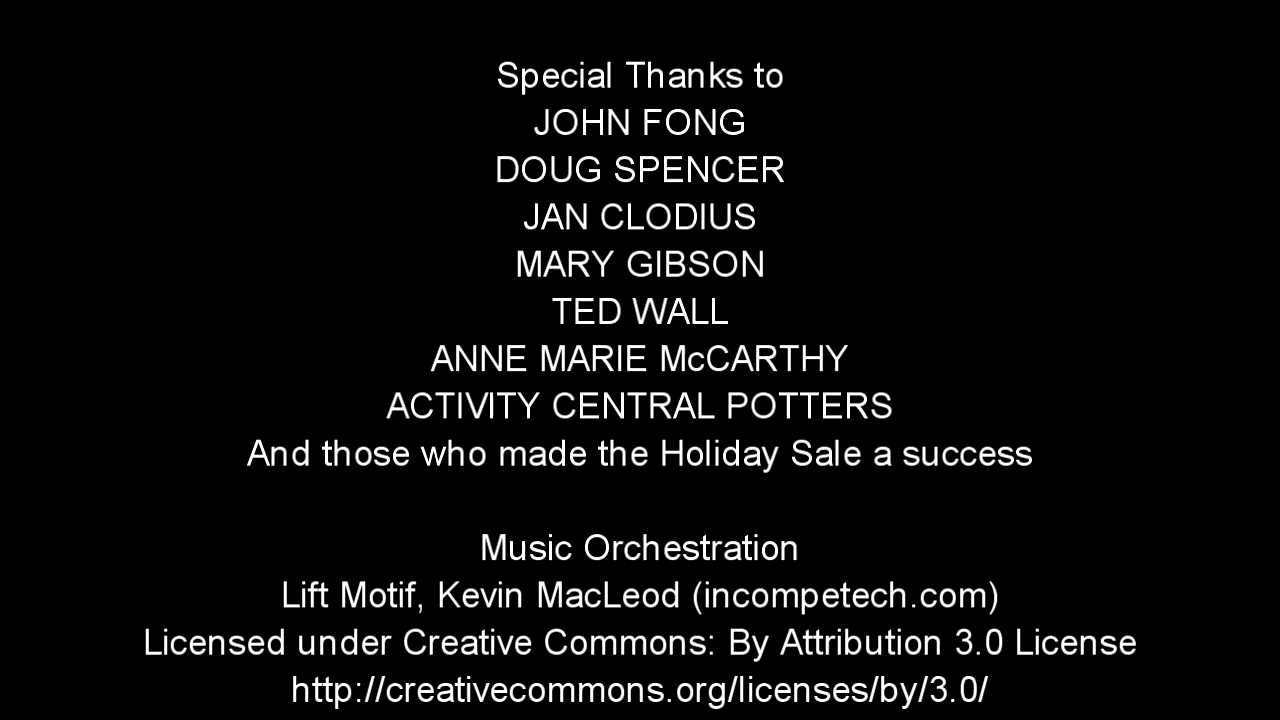 Special Thanks to
JOHN FONG
DOUG SPENCER
JAN CLODIUS
MARY GIBSON
TED WALL
ANNE MARIE McCARTHY
ACTIVITY CENTRAL POTTERS
And those who made the Holiday Sale a success
Music Orchestration
Lift Motif, Kevin MacLeod (incompetech.com)
Licensed under Creative Commons: By Attribution 3.0 License
http://creativecommons.org/licenses/by/3.0/